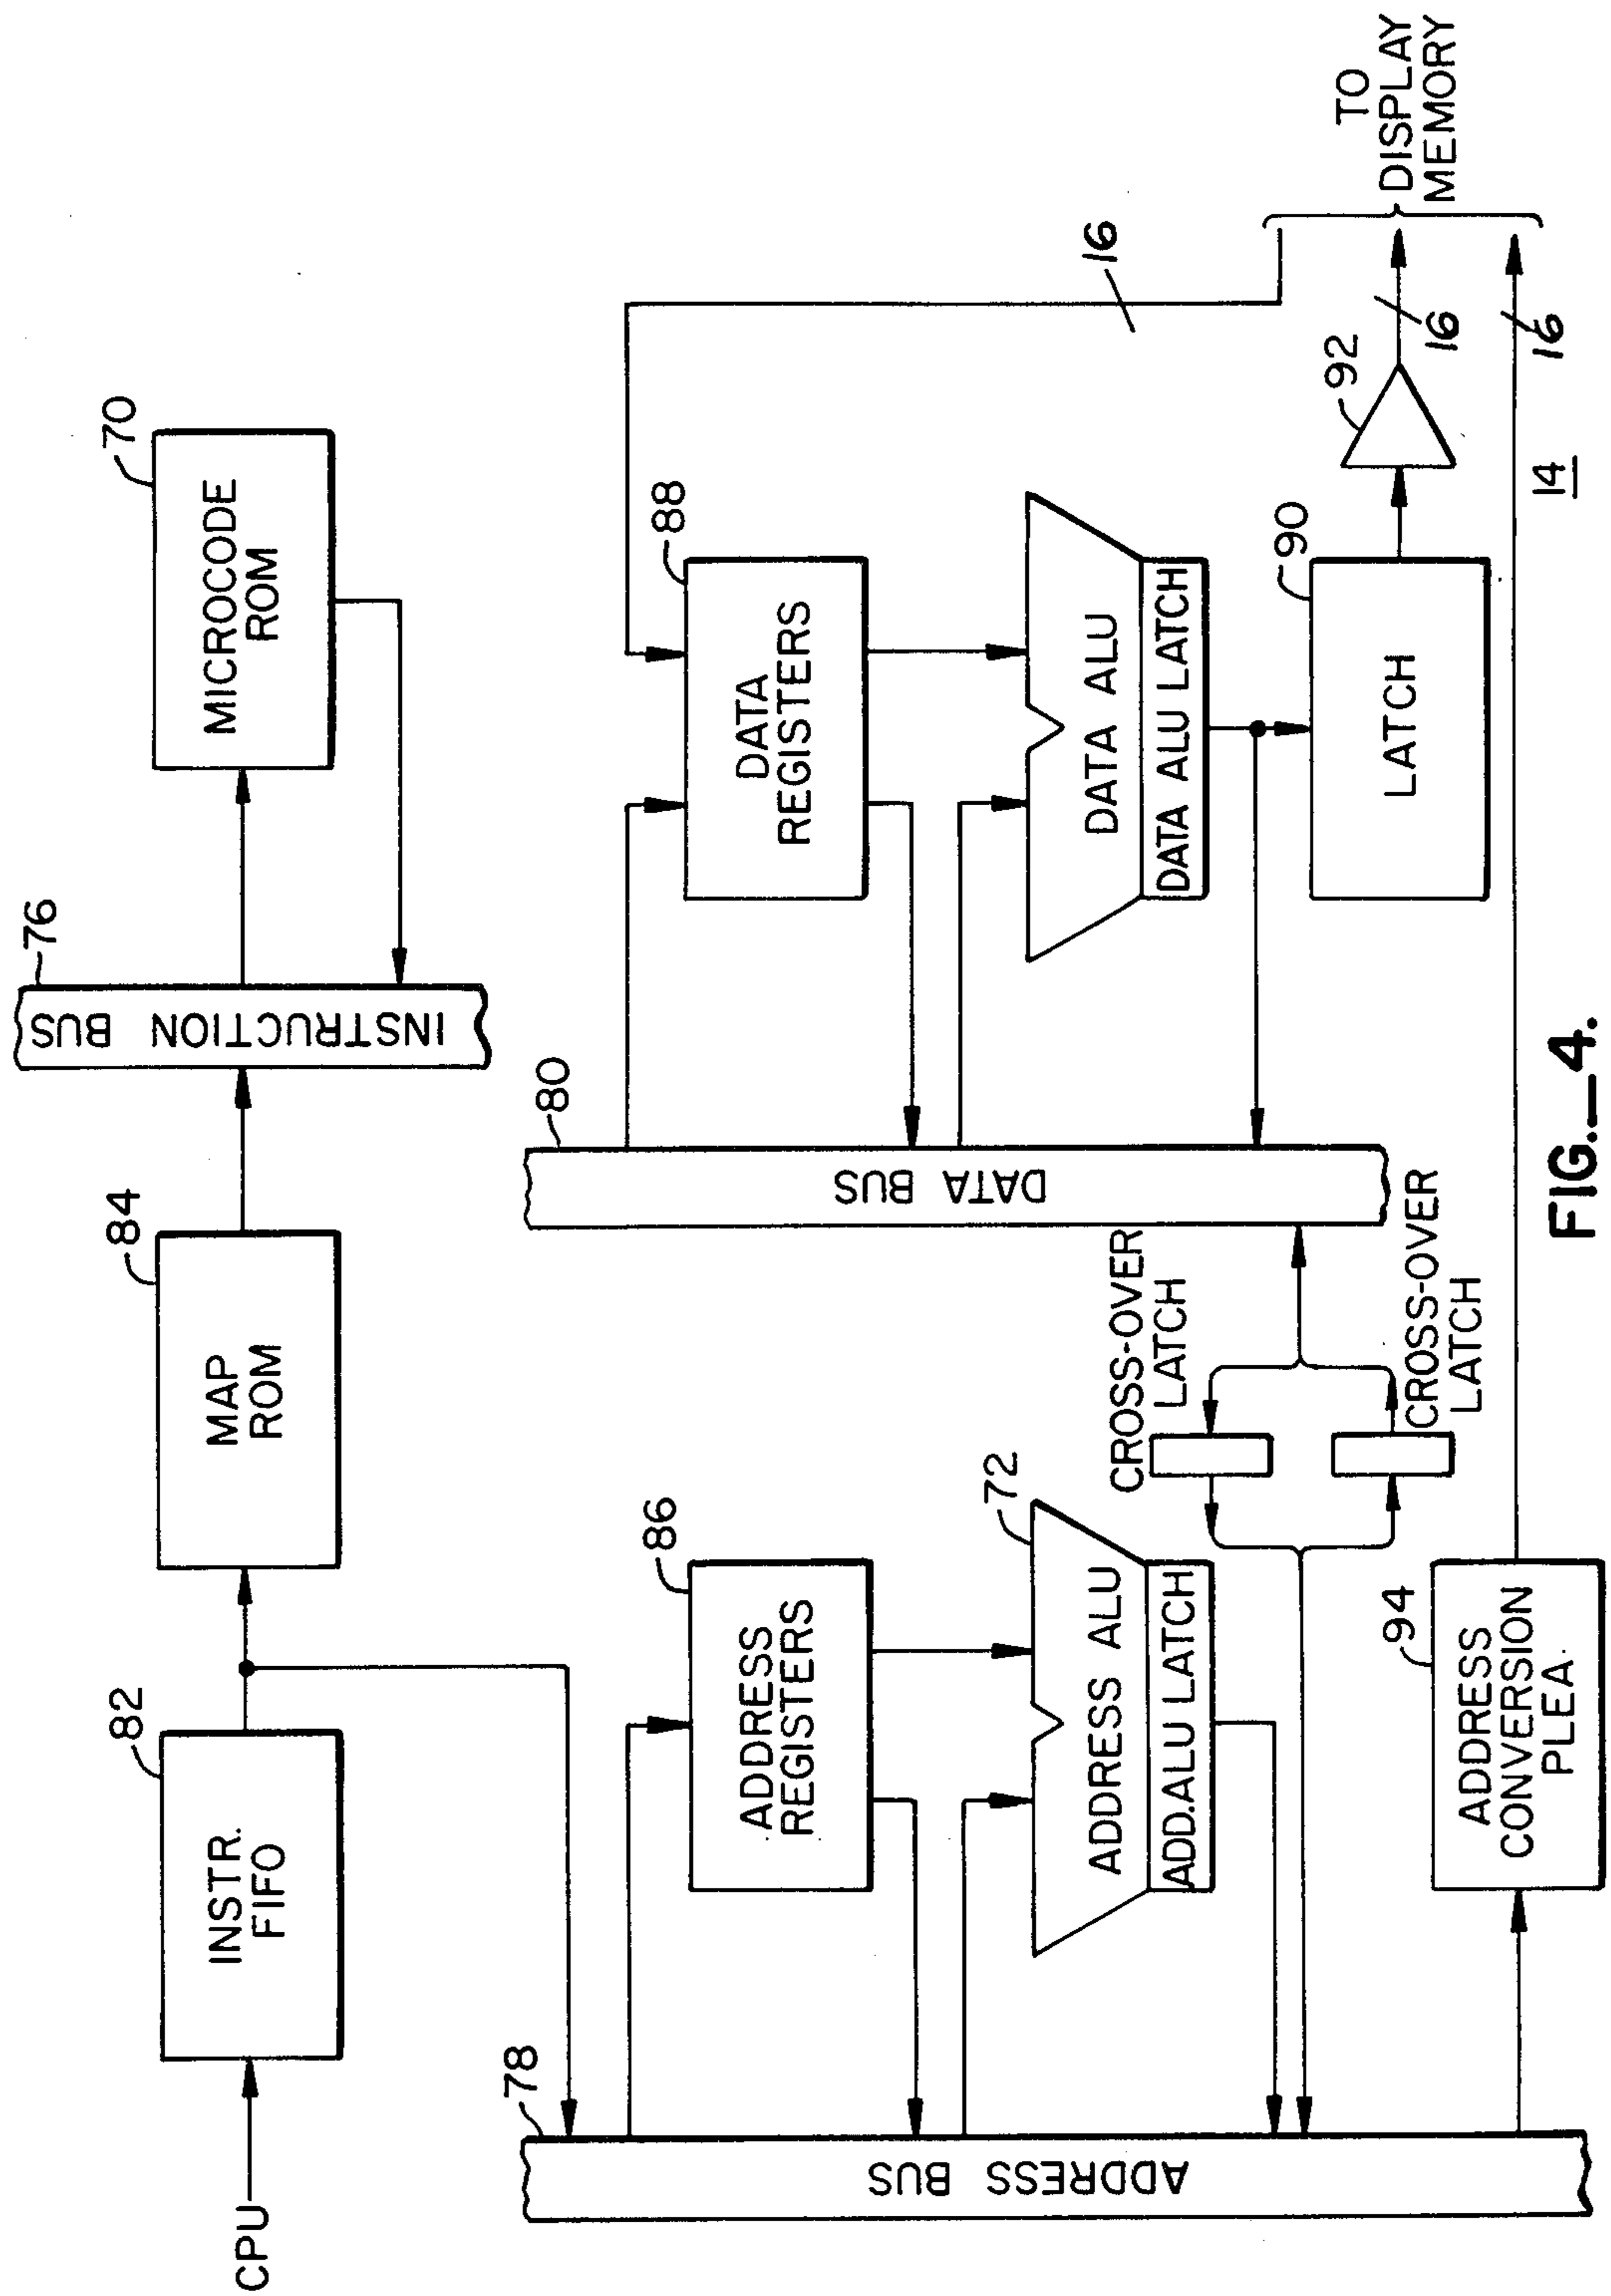 CPU
82
INSTR.
FIFO
84
MAP
ROM
76
INSTRUCTION BUS
70
MICROCODE
ROM
78
ADDRESS BUS
86
ADDRESS
REGISTERS
72
ADDRESS ALU
ADD.ALU LATCH
CROSS-OVER
LATCH
CROSS-OVER
LATCH
94
ADDRESS
CONVERSION
PLEA.
80
DATA BUS
88
DATA
REGISTERS
DATA ALU
DATA ALU LATCH
90
LATCH
92
16
16
16
TO
DISPLAY
MEMORY
14
FIG._4.